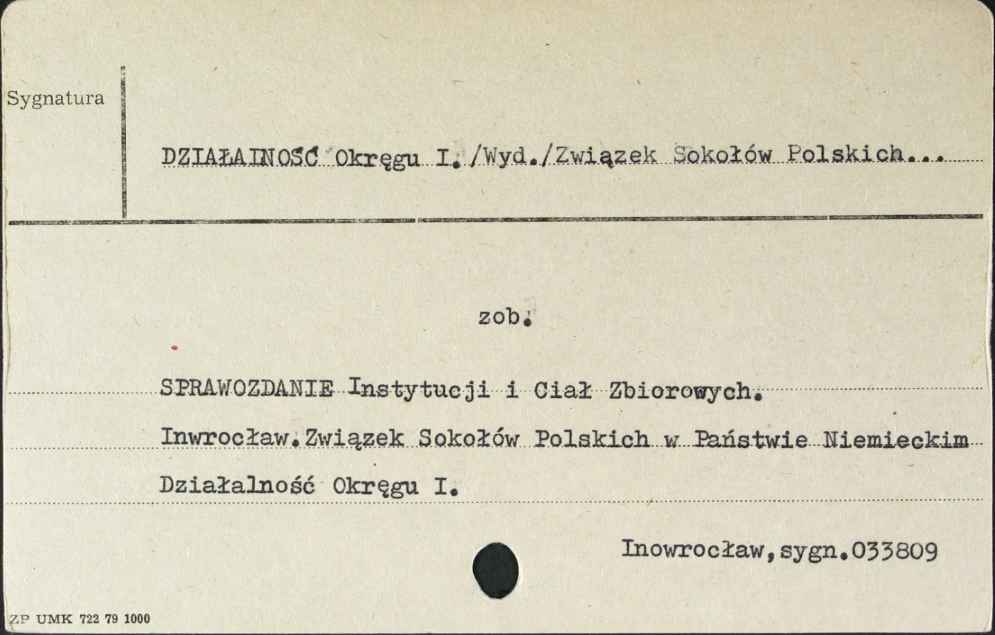 Sygnatura
DZIAŁALNOŚĆ Okręgu I./Wyd./Związek Sokołów Polskich...
zob.
SPRAWOZDANIE Instytucji i Ciał Zbiorowych.
Inwrocław.Związek Sokołów Polskich w Państwie Niemieckim
Działalność Okręgu I.
Inowrocław,sygn.033809
ZP UMK 722 79 1000